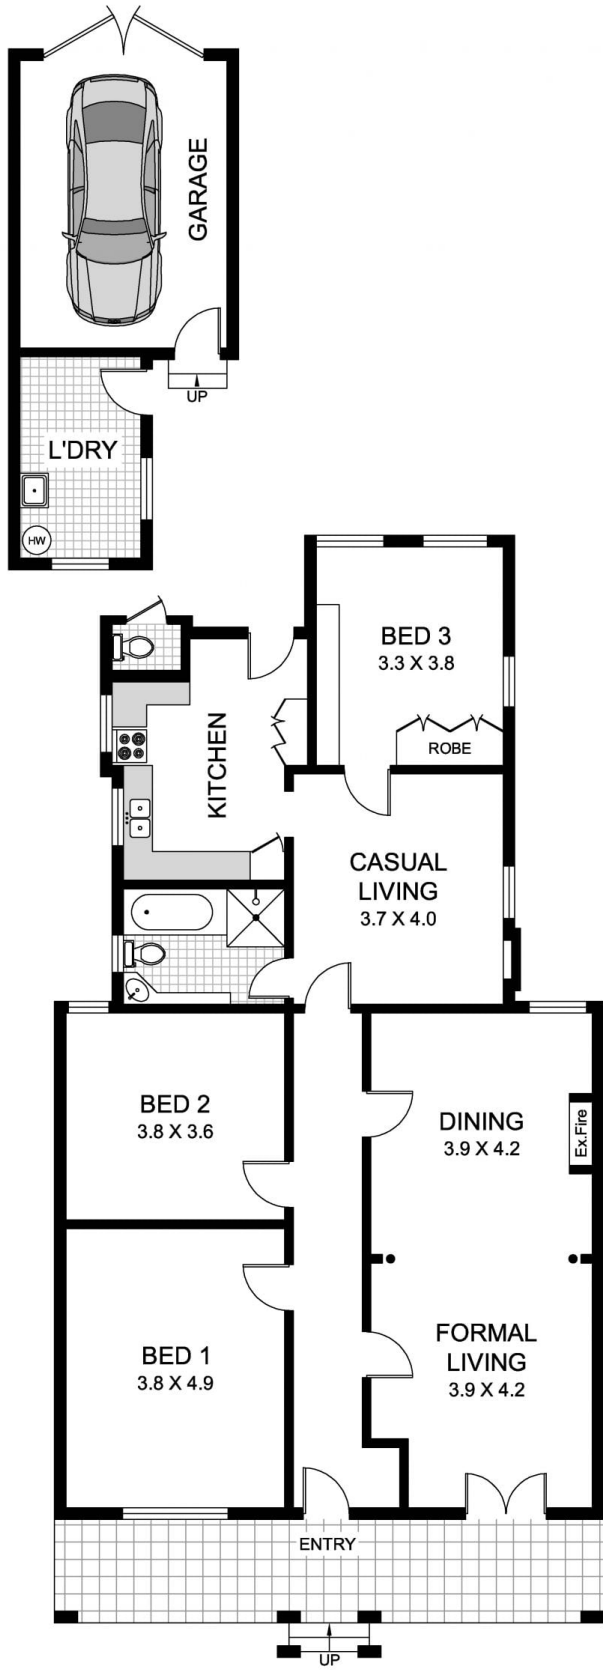 GARAGE
UP
L'DRY
HW
BED 3
3.3 X 3.8
ROBE
KITCHEN
CASUAL
LIVING
3.7 X 4.0
BED 2
3.8 X 3.6
DINING
3.9 X 4.2
Ex.Fire
BED 1
3.8 X 4.9
FORMAL
LIVING
3.9 X 4.2
ENTRY
UP